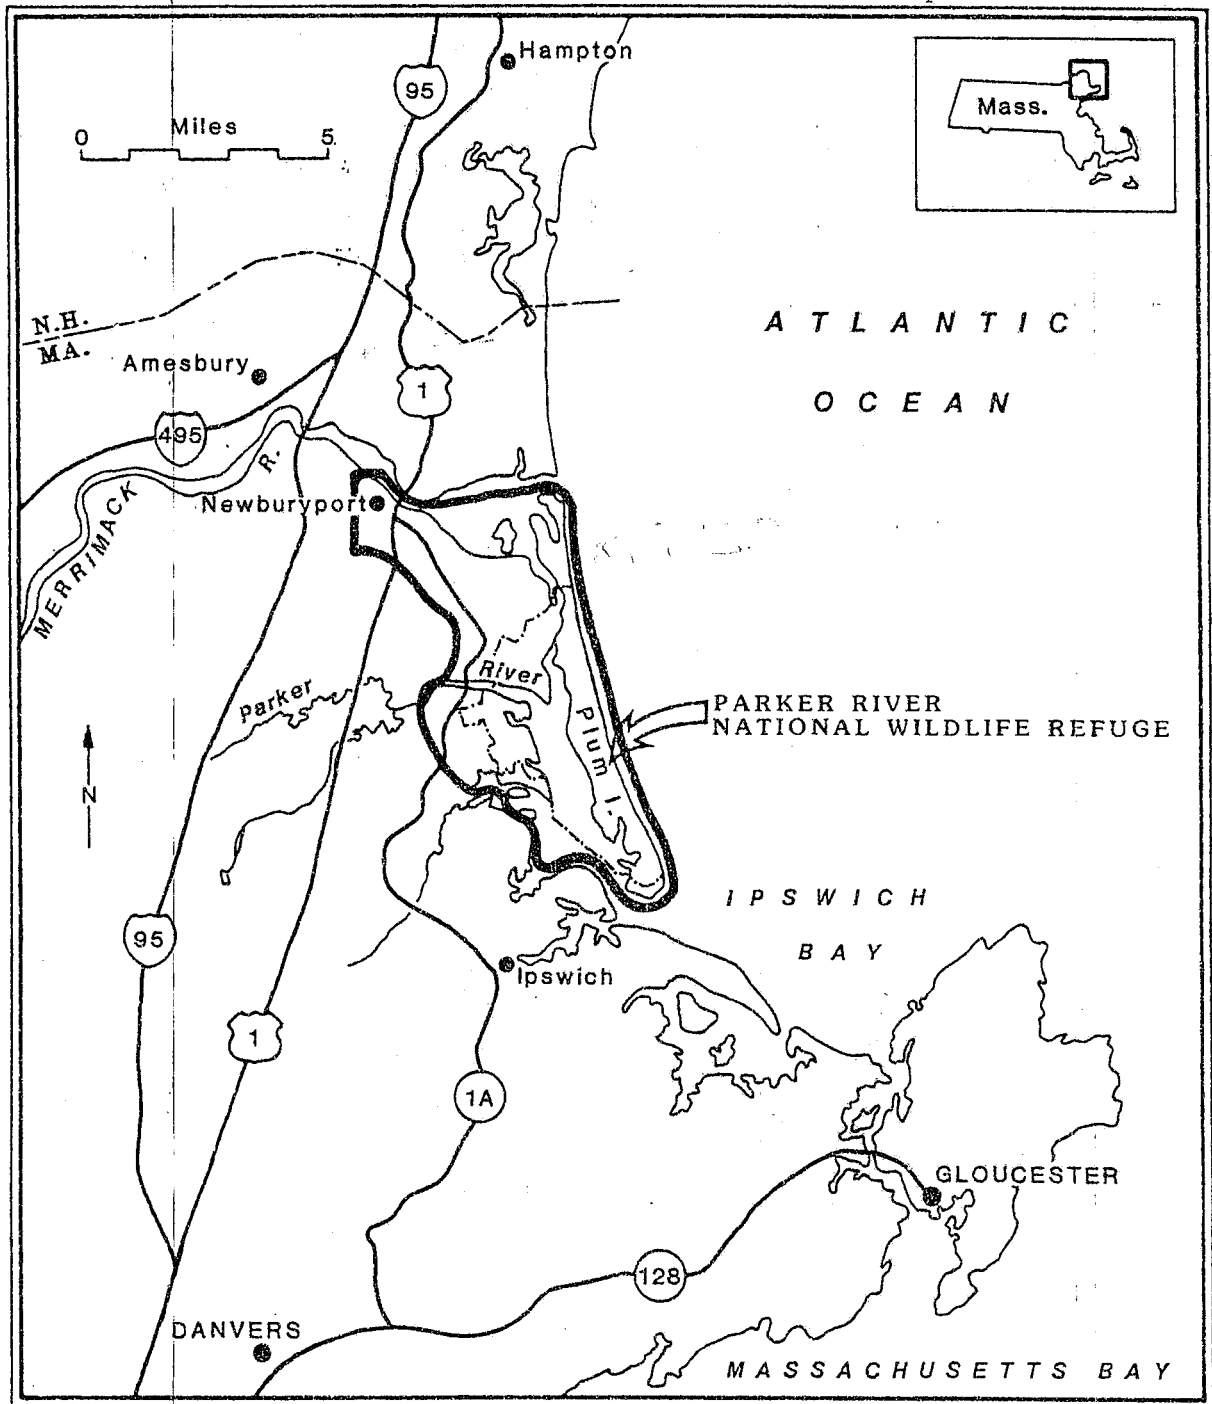 Hampton
95
Mass.
0 Miles 5
N.H.
MA.
ATLANTIC
OCEAN
Amesbury
1
495
MERRIMACK R.
Newburyport
River
Parker
Plum I.
PARKER RIVER
NATIONAL WILDLIFE REFUGE
N
IPSWICH
BAY
95
Ipswich
1
1A
GLOUCESTER
128
DANVERS
MASSACHUSETTS BAY